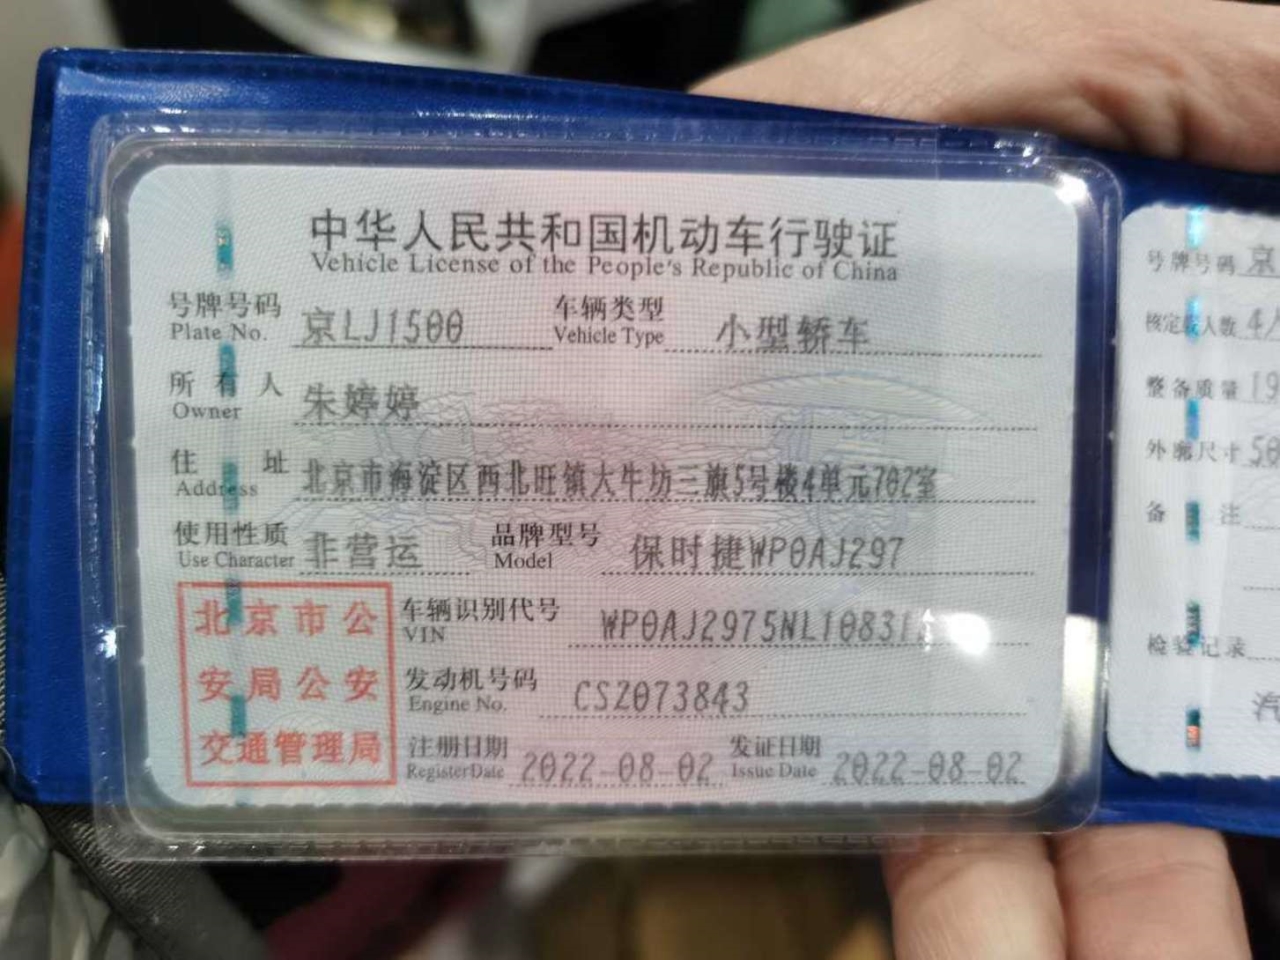 中华人民共和国机动车行驶证
Vehicle License of the People's Republic of China
号牌号码 京LJ1500 车辆类型 小型轿车
Plate No. Vehicle Type
所有人 朱婷婷
Owner
住址 北京市海淀区西北旺镇大牛坊三旗5号楼4单元702室
Address
使用性质 非营运 品牌型号 保时捷WP0AJ297
Use Character Model
北京市公
安局公安
交通管理局
车辆识别代号 WP0AJ2975NL10831
VIN
发动机号码 CSZ073843
Engine No.
注册日期 2022-08-02 发证日期 2022-08-02
Register Date Issue Date
号牌号码 京
核定载人数 4人
整备质量 19
外廓尺寸 50
备注
检验记录